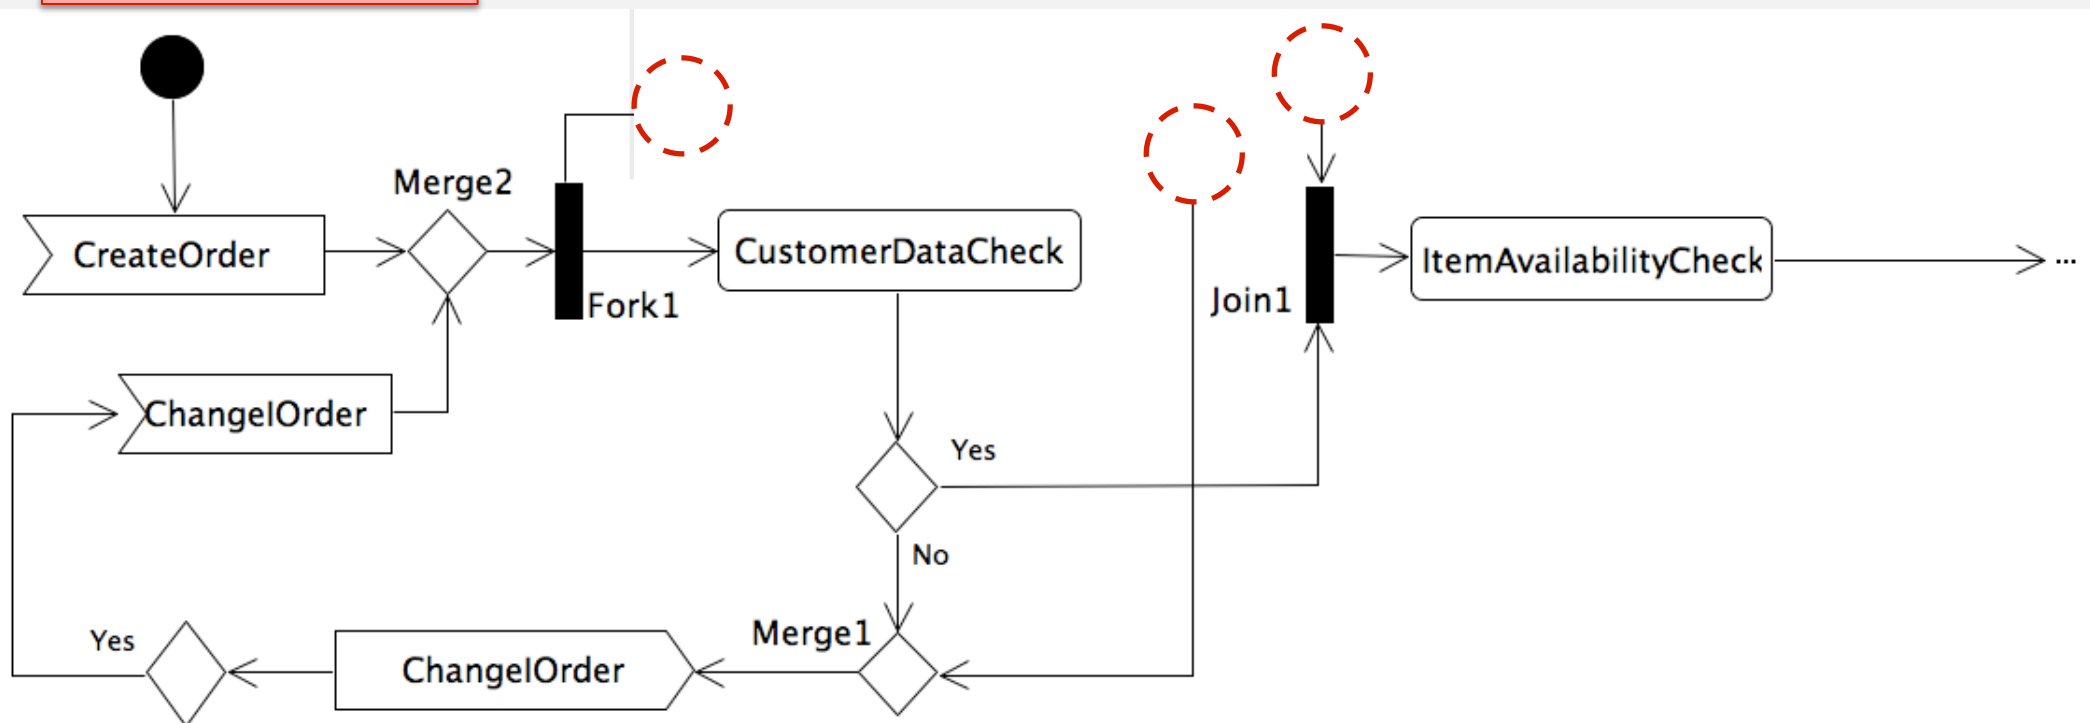 Merge2
CreateOrder
CustomerDataCheck
ItemAvailabilityCheck
...
Fork1
Join1
ChangeIOrder
Yes
No
Yes
Merge1
ChangeIOrder